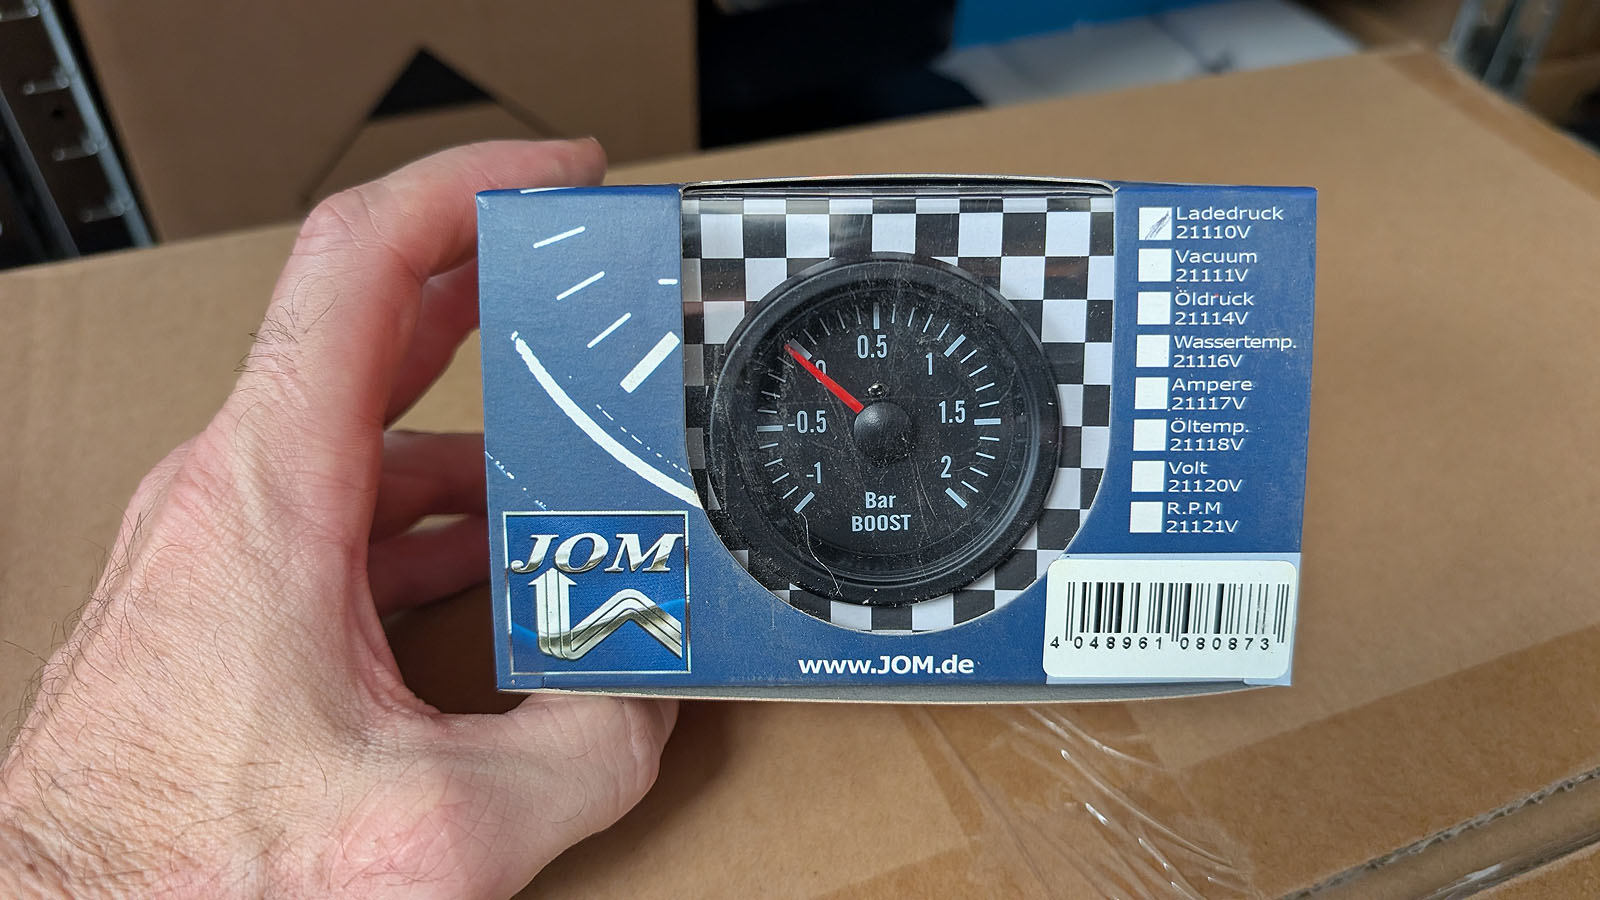 JOM
www.JOM.de
0.5
0
1
-0.5
1.5
-1
2
Bar
BOOST
Ladedruck
21110V
Vacuum
21111V
Öldruck
21114V
Wassertemp.
21116V
Ampere
21117V
Öltemp.
21118V
Volt
21120V
R.P.M
21121V
4 048961 080873